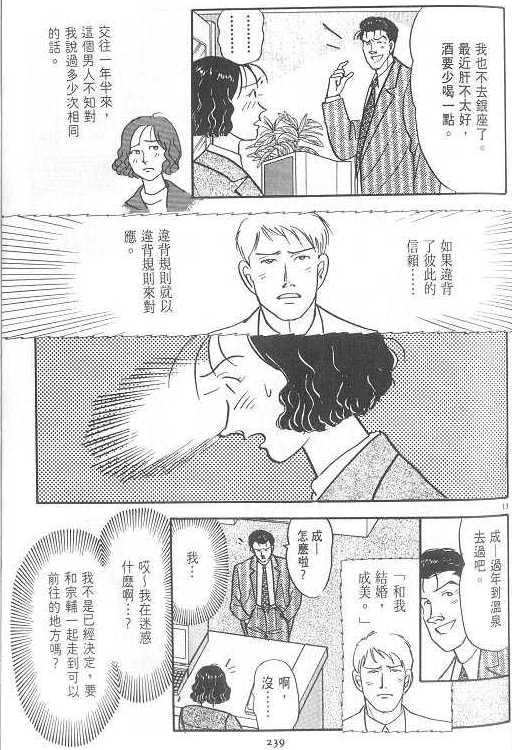 我也不去銀座了。
最近肝不太好，
酒要少喝一點。
⋯⋯
⋯⋯
交往一年半來，
這個男人不知對
我說過多少次相同
的話。
如果違背
了彼此的
信賴⋯⋯
違背規則就以
違背規則來對
應。
17
成—過年到溫泉
去過吧。
「和我
結婚，
成美。」
成—
怎麼啦？
啊，
沒⋯⋯
我⋯
哎～我在迷惑
什麼啊⋯？
我不是已經決定，要
和宗輔一起走到可以
前往的地方嗎？
239